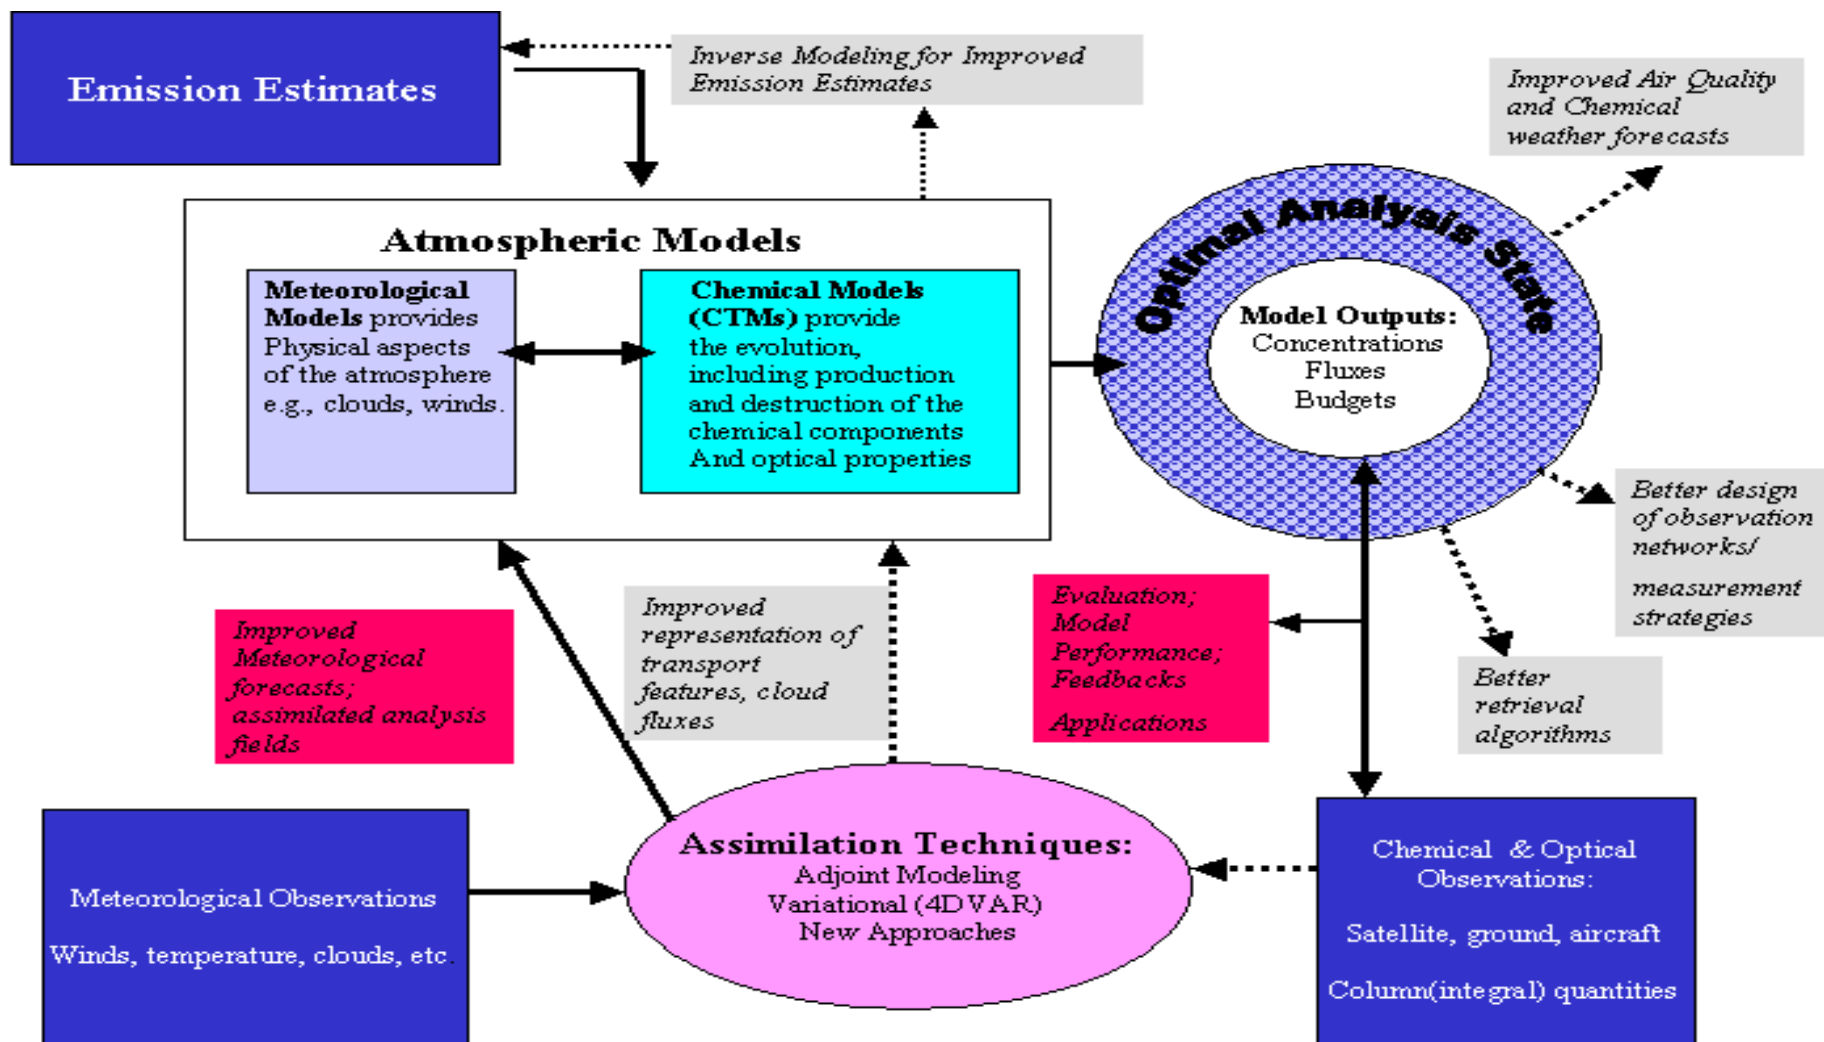 Emission Estimates
Inverse Modeling for Improved
Emission Estimates
Improved Air Quality
and Chemical
weather forecasts
Atmospheric Models
Meteorological
Models provides
Physical aspects
of the atmosphere
e.g., clouds, winds.
Chemical Models
(CTMs) provide
the evolution,
including production
and destruction of the
chemical components
And optical properties
Optimal Analysis State
Model Outputs:
Concentrations
Fluxes
Budgets
Better design
of observation
networks/
measurement
strategies
Improved
Meteorological
forecasts;
assimilated analysis
fields
Improved
representation of
transport
features, cloud
fluxes
Evaluation;
Model
Performance;
Feedbacks
Applications
Better
retrieval
algorithms
Meteorological Observations
Winds, temperature, clouds, etc.
Assimilation Techniques:
Adjoint Modeling
Variational (4DVAR)
New Approaches
Chemical & Optical
Observations:
Satellite, ground, aircraft
Column(integral) quantities